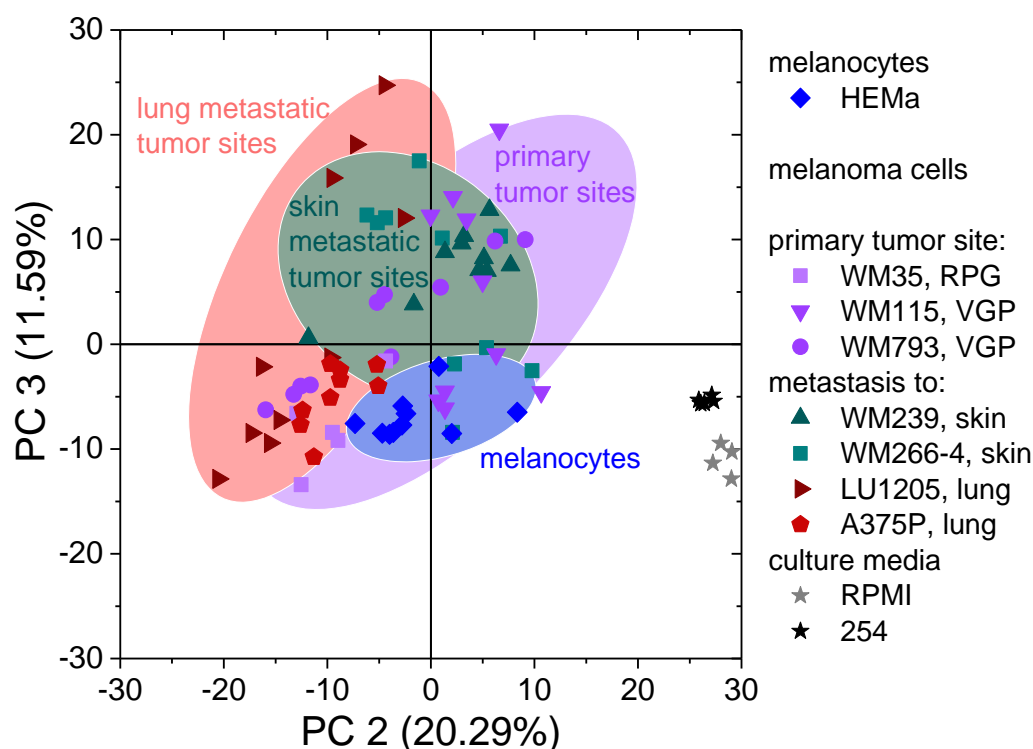 30
20
10
0
-10
-20
-30
-30
-20
-10
0
10
20
30
PC 3 (11.59%)
PC 2 (20.29%)
lung metastatic
tumor sites
primary
tumor sites
skin
metastatic
tumor sites
melanocytes
melanocytes
HEMa
melanoma cells
primary tumor site:
WM35, RPG
WM115, VGP
WM793, VGP
metastasis to:
WM239, skin
WM266-4, skin
LU1205, lung
A375P, lung
culture media
RPMI
254